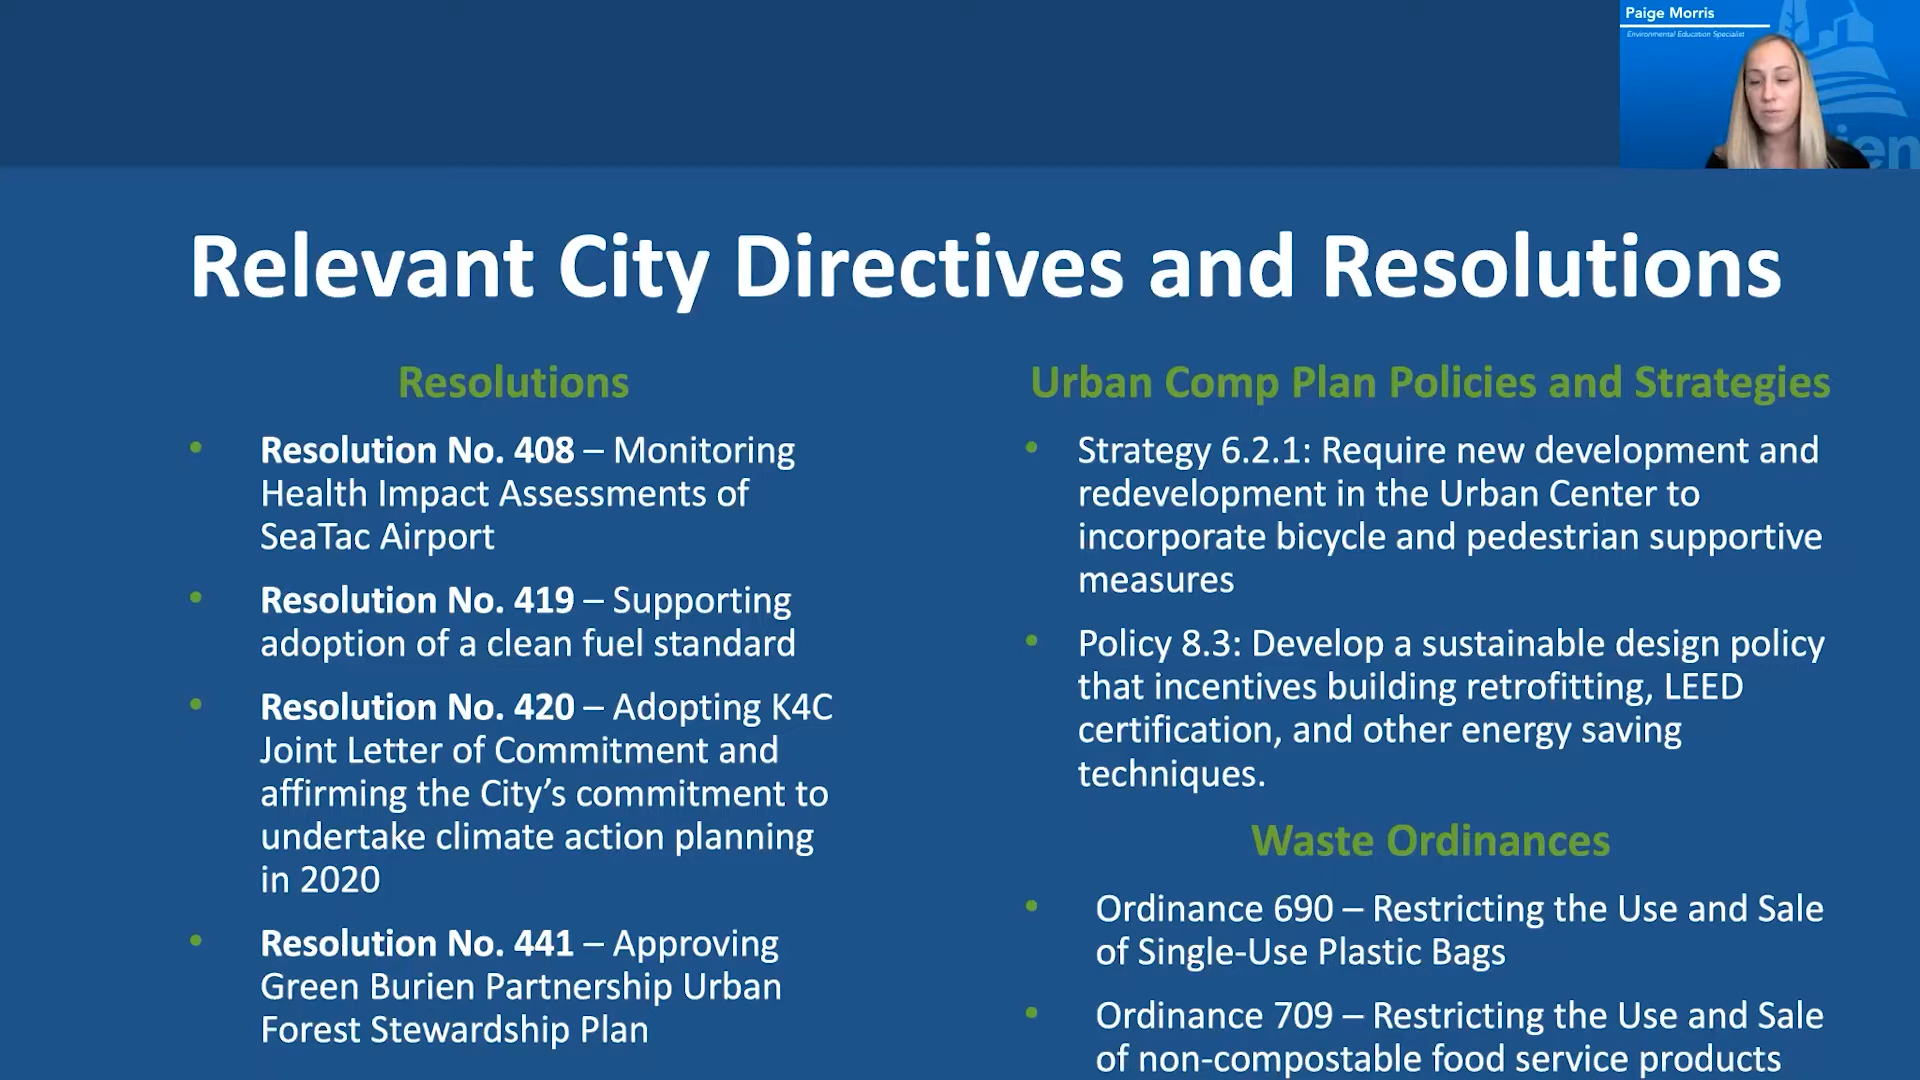 Paige Morris
Environmental Education Specialist
ien
Relevant City Directives and Resolutions
Resolutions
• Resolution No. 408 – Monitoring
Health Impact Assessments of
SeaTac Airport
• Resolution No. 419 – Supporting
adoption of a clean fuel standard
• Resolution No. 420 – Adopting K4C
Joint Letter of Commitment and
affirming the City’s commitment to
undertake climate action planning
in 2020
• Resolution No. 441 – Approving
Green Burien Partnership Urban
Forest Stewardship Plan
Urban Comp Plan Policies and Strategies
• Strategy 6.2.1: Require new development and
redevelopment in the Urban Center to
incorporate bicycle and pedestrian supportive
measures
• Policy 8.3: Develop a sustainable design policy
that incentives building retrofitting, LEED
certification, and other energy saving
techniques.
Waste Ordinances
• Ordinance 690 – Restricting the Use and Sale
of Single-Use Plastic Bags
• Ordinance 709 – Restricting the Use and Sale
of non-compostable food service products